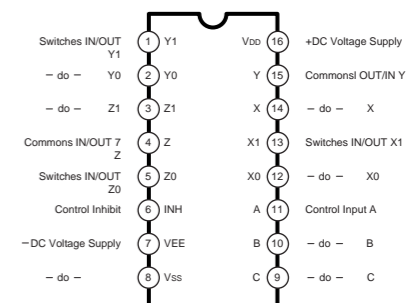 Switches IN/OUT Y1 1 Y1 VDD 16 +DC Voltage Supply
– do – Y0 2 Y0 Y 15 Commonsl OUT/IN Y
– do – Z1 3 Z1 X 14 – do – X
Commons IN/OUT 7 Z 4 Z X1 13 Switches IN/OUT X1
Switches IN/OUT Z0 5 Z0 X0 12 – do – X0
Control Inhibit 6 INH A 11 Control Input A
–DC Voltage Supply 7 VEE B 10 – do – B
– do – 8 Vss C 9 – do – C